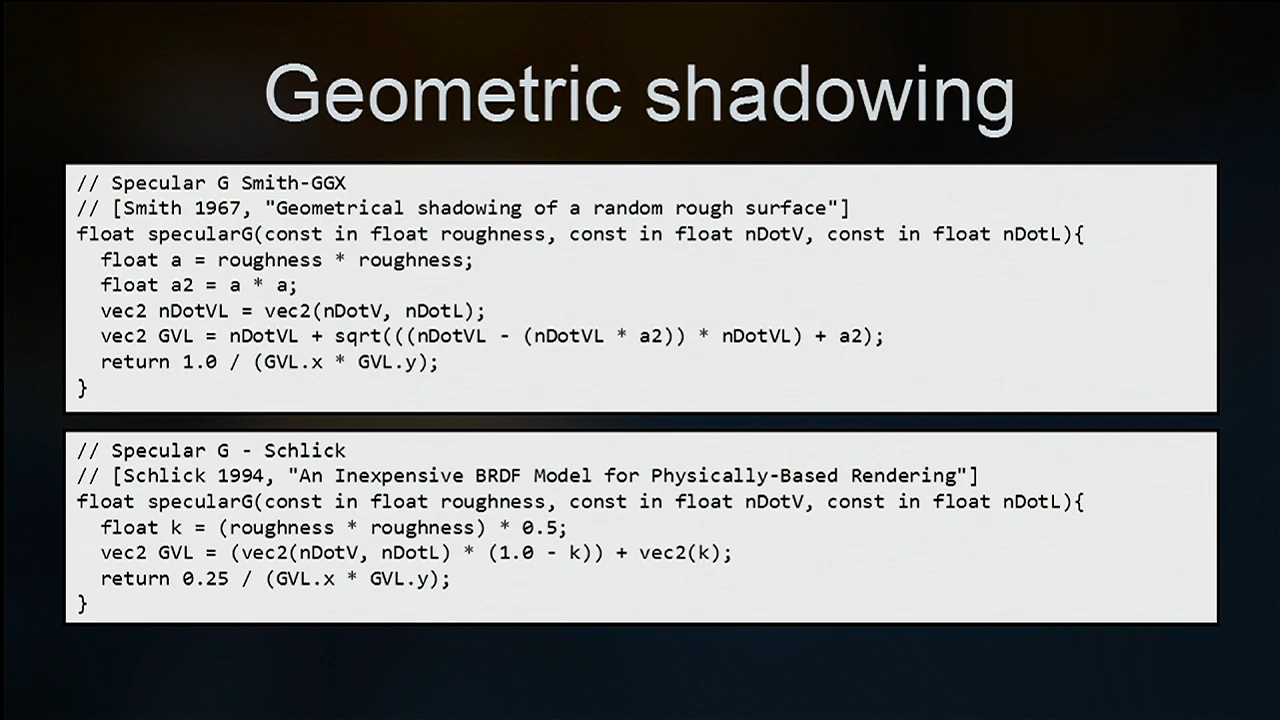 Geometric shadowing
// Specular G Smith-GGX
// [Smith 1967, "Geometrical shadowing of a random rough surface"]
float specularG(const in float roughness, const in float nDotV, const in float nDotL){
  float a = roughness * roughness;
  float a2 = a * a;
  vec2 nDotVL = vec2(nDotV, nDotL);
  vec2 GVL = nDotVL + sqrt(((nDotVL - (nDotVL * a2)) * nDotVL) + a2);
  return 1.0 / (GVL.x * GVL.y);
}
// Specular G - Schlick
// [Schlick 1994, "An Inexpensive BRDF Model for Physically-Based Rendering"]
float specularG(const in float roughness, const in float nDotV, const in float nDotL){
  float k = (roughness * roughness) * 0.5;
  vec2 GVL = (vec2(nDotV, nDotL) * (1.0 - k)) + vec2(k);
  return 0.25 / (GVL.x * GVL.y);
}